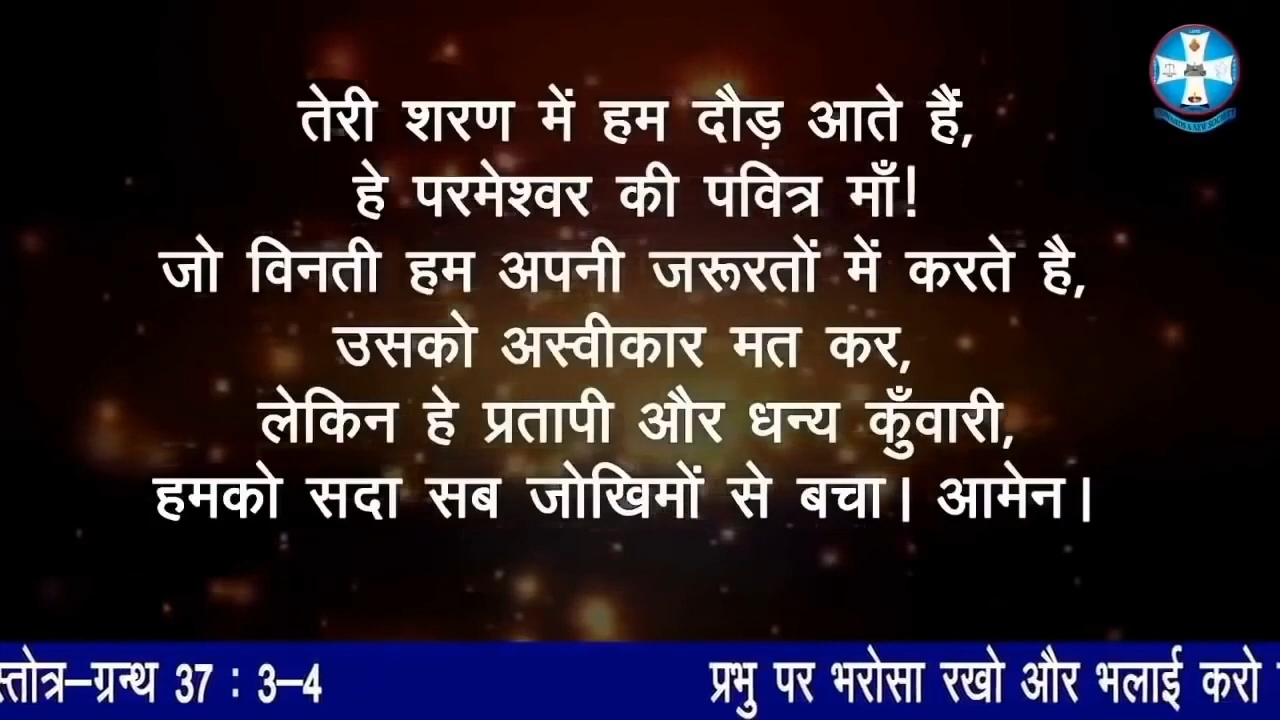 तेरी शरण में हम दौड़ आते हैं,
हे परमेश्वर की पवित्र माँ!
जो विनती हम अपनी जरूरतों में करते है,
उसको अस्वीकार मत कर,
लेकिन हे प्रतापी और धन्य कुँवारी,
हमको सदा सब जोखिमों से बचा। आमेन।
स्तोत्र–ग्रन्थ 37 : 3–4 प्रभु पर भरोसा रखो और भलाई करो